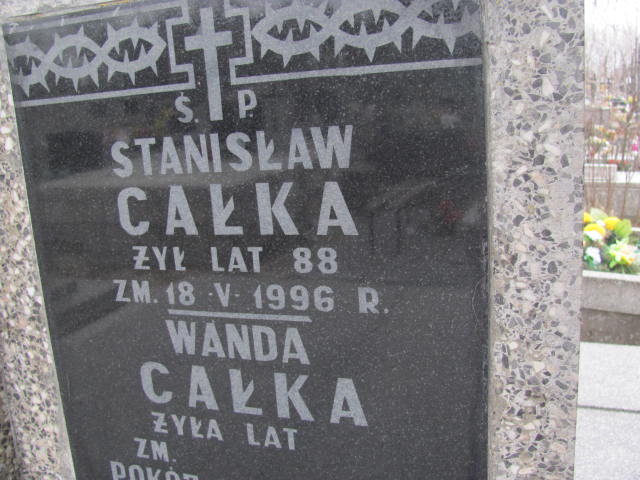 Ś. P.
STANISŁAW
CAŁKA
ŻYŁ LAT 88
ZM. 18 ·V· 1996 R.
WANDA
CAŁKA
ŻYŁA LAT
ZM.